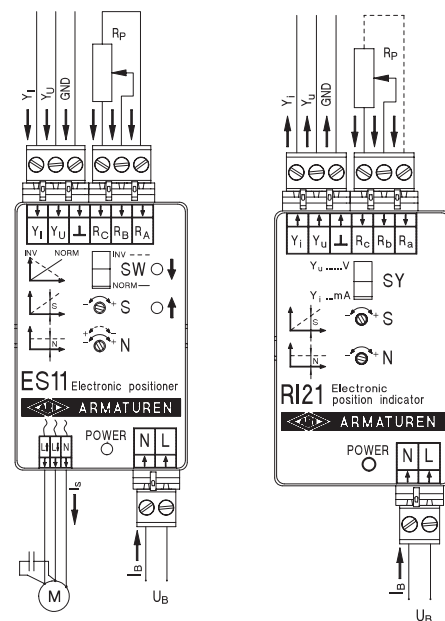 Y_I Y_U GND R_P
Y_I Y_U ⊥ R_C R_B R_A
INV NORM
INV
SW
NORM
S
- + S
N
- + - + N
ES11 Electronic positioner
ARMATUREN
POWER
N L
N
I_S
I_B
M
U_B
Y_i Y_u GND R_P
Y_i Y_u ⊥ R_c R_b R_a
Y_u ..... V
SY
Y_i ... mA
S
- + S
N
- + N
RI21 Electronic
position indicator
ARMATUREN
POWER
N L
I_B
U_B